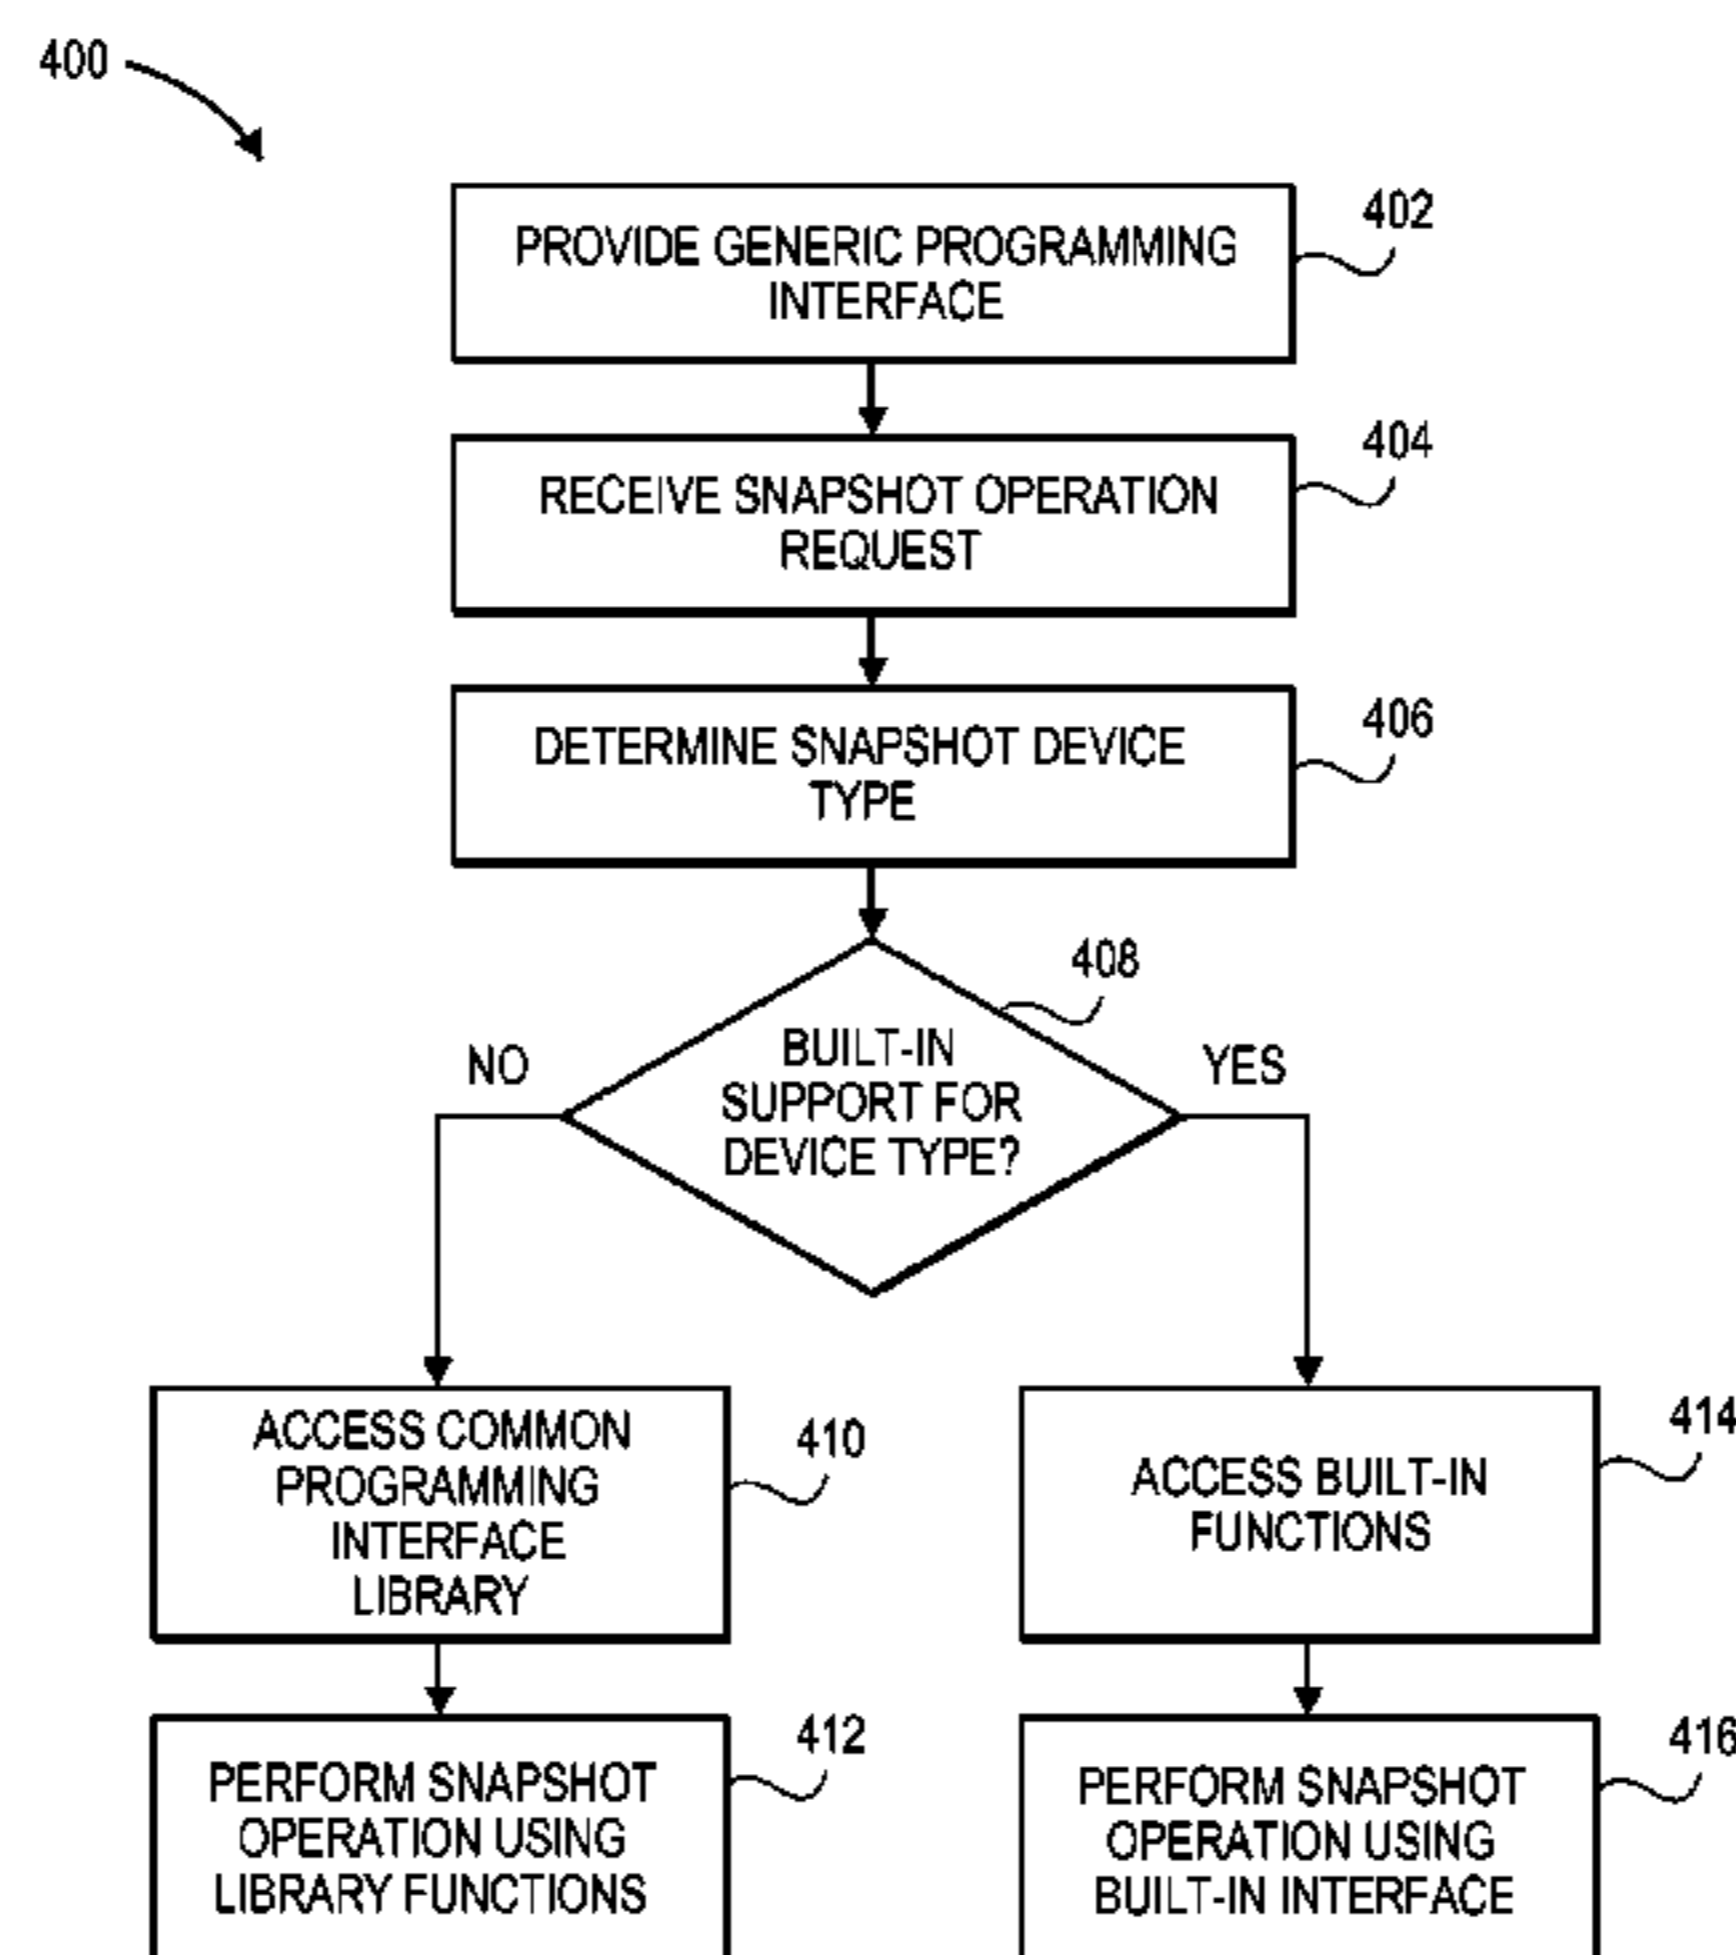 400
PROVIDE GENERIC PROGRAMMING
INTERFACE
402
RECEIVE SNAPSHOT OPERATION
REQUEST
404
DETERMINE SNAPSHOT DEVICE
TYPE
406
408
BUILT-IN
SUPPORT FOR
DEVICE TYPE?
NO
YES
ACCESS COMMON
PROGRAMMING
INTERFACE
LIBRARY
410
ACCESS BUILT-IN
FUNCTIONS
414
PERFORM SNAPSHOT
OPERATION USING
LIBRARY FUNCTIONS
412
PERFORM SNAPSHOT
OPERATION USING
BUILT-IN INTERFACE
416